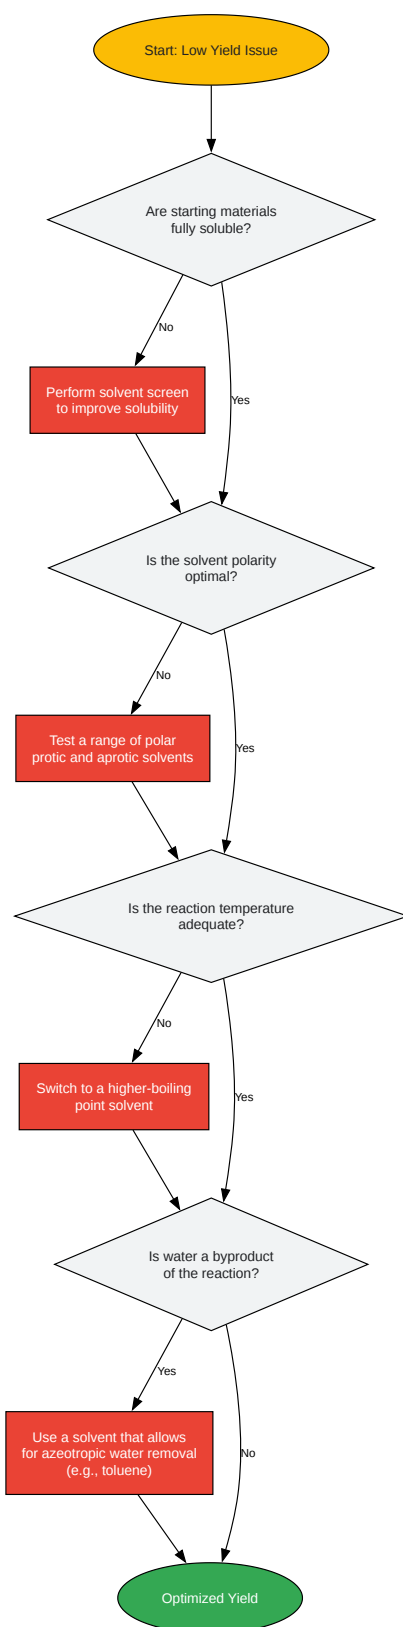 Start: Low Yield Issue
Are starting materials
fully soluble?
No
Perform solvent screen
to improve solubility
Yes
Is the solvent polarity
optimal?
No
Test a range of polar
protic and aprotic solvents
Yes
Is the reaction temperature
adequate?
No
Switch to a higher-boiling
point solvent
Yes
Is water a byproduct
of the reaction?
Yes
Use a solvent that allows
for azeotropic water removal
(e.g., toluene)
No
Optimized Yield